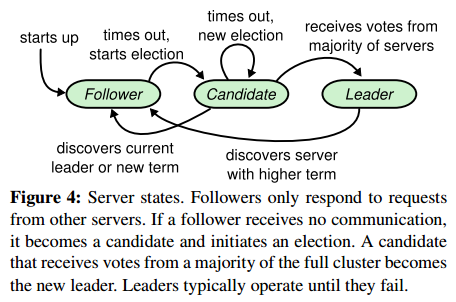 starts up
times out,
starts election
times out,
new election
receives votes from
majority of servers
Follower
Candidate
Leader
discovers current
leader or new term
discovers server
with higher term
Figure 4: Server states. Followers only respond to requests
from other servers. If a follower receives no communication,
it becomes a candidate and initiates an election. A candidate
that receives votes from a majority of the full cluster becomes
the new leader. Leaders typically operate until they fail.